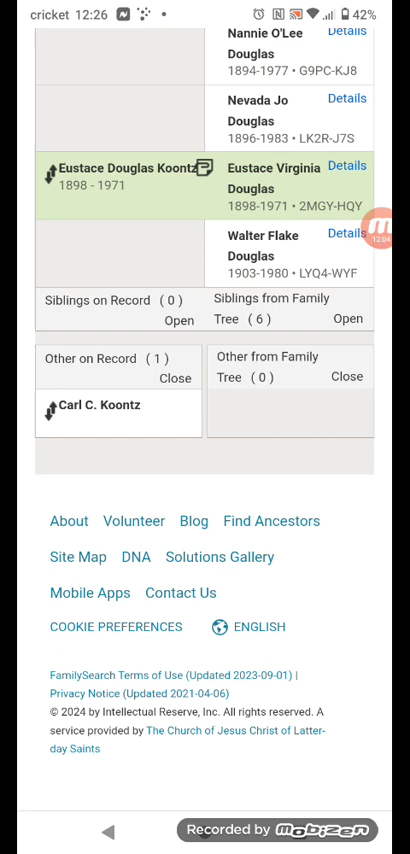 cricket 12:26 42%
Nannie O'Lee Details
Douglas
1894-1977 • G9PC-KJ8
Nevada Jo Details
Douglas
1896-1983 • LK2R-J7S
Eustace Douglas Koontz Eustace Virginia Details
1898 - 1971 Douglas
1898-1971 • 2MGY-HQY
Walter Flake Details
Douglas
1903-1980 • LYQ4-WYF
12:04
Siblings on Record ( 0 ) Siblings from Family
Open Tree ( 6 ) Open
Other on Record ( 1 ) Other from Family
Close Tree ( 0 ) Close
Carl C. Koontz
About Volunteer Blog Find Ancestors
Site Map DNA Solutions Gallery
Mobile Apps Contact Us
COOKIE PREFERENCES ENGLISH
FamilySearch Terms of Use (Updated 2023-09-01) |
Privacy Notice (Updated 2021-04-06)
© 2024 by Intellectual Reserve, Inc. All rights reserved. A
service provided by The Church of Jesus Christ of Latter-
day Saints
Recorded by mobizen